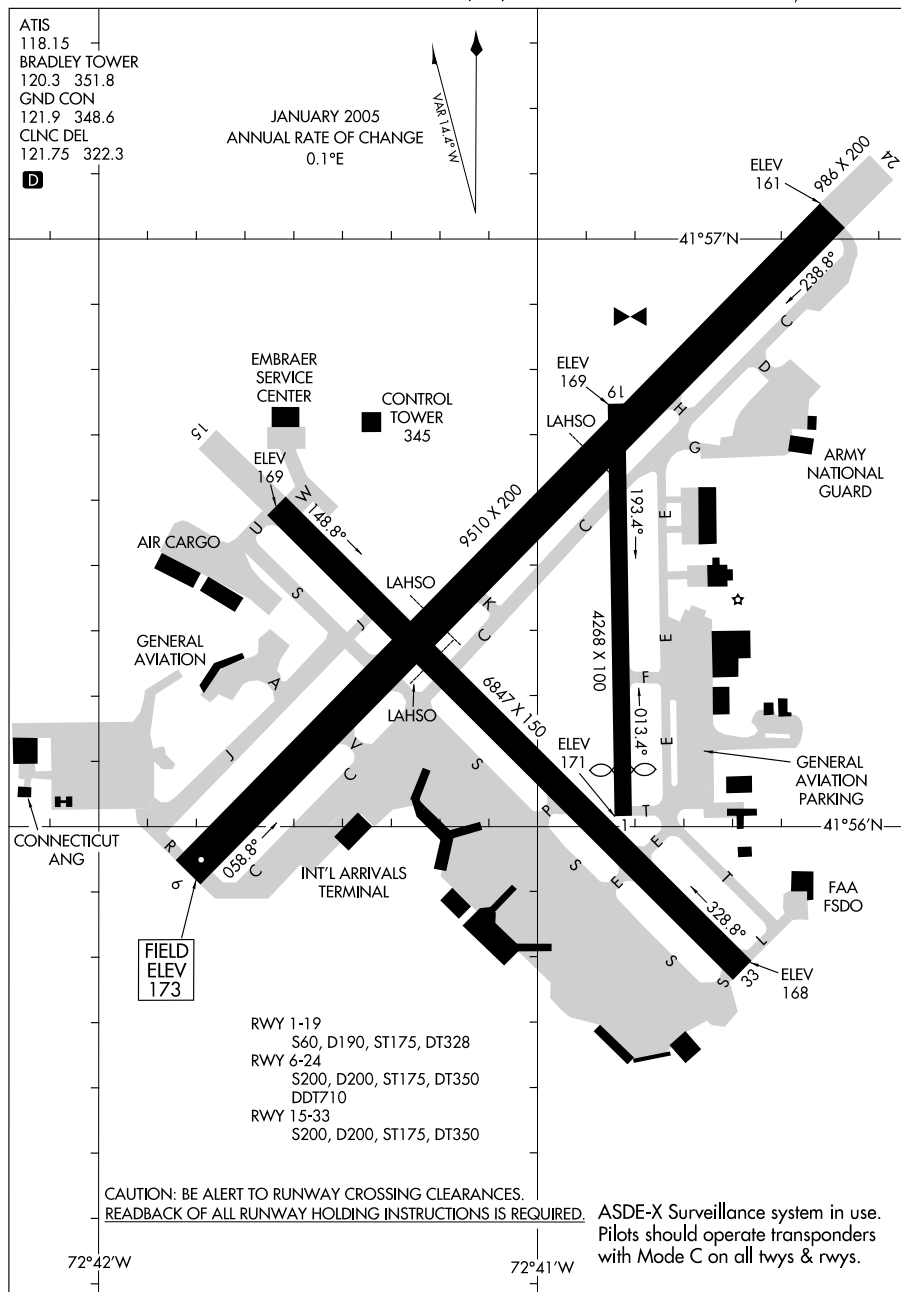 ATIS
118.15
BRADLEY TOWER
120.3 351.8
GND CON
121.9 348.6
CLNC DEL
121.75 322.3
D
JANUARY 2005
ANNUAL RATE OF CHANGE
0.1°E
VAR 14.4° W
ELEV
161
986 X 200
24
41°57'N
238.8°
C
D
ELEV
169
19
H
LAHSO
G
ARMY
NATIONAL
GUARD
EMBRAER
SERVICE
CENTER
CONTROL
TOWER
345
15
ELEV
169
W
U
148.8°
9510 X 200
193.4°
E
C
AIR CARGO
LAHSO
S
J
K
C
4268 X 100
E
F
GENERAL
AVIATION
A
LAHSO
6847 X 150
013.4°
E
J
V
C
S
ELEV
171
GENERAL
AVIATION
PARKING
H
P
T
1
41°56'N
CONNECTICUT
ANG
R
6
058.8°
C
INT'L ARRIVALS
TERMINAL
S
E
E
T
328.8°
FAA
FSDO
FIELD
ELEV
173
S
S
33
L
ELEV
168
RWY 1-19
S60, D190, ST175, DT328
RWY 6-24
S200, D200, ST175, DT350
DDT710
RWY 15-33
S200, D200, ST175, DT350
CAUTION: BE ALERT TO RUNWAY CROSSING CLEARANCES.
READBACK OF ALL RUNWAY HOLDING INSTRUCTIONS IS REQUIRED.
ASDE-X Surveillance system in use.
Pilots should operate transponders
with Mode C on all twys & rwys.
72°42'W
72°41'W